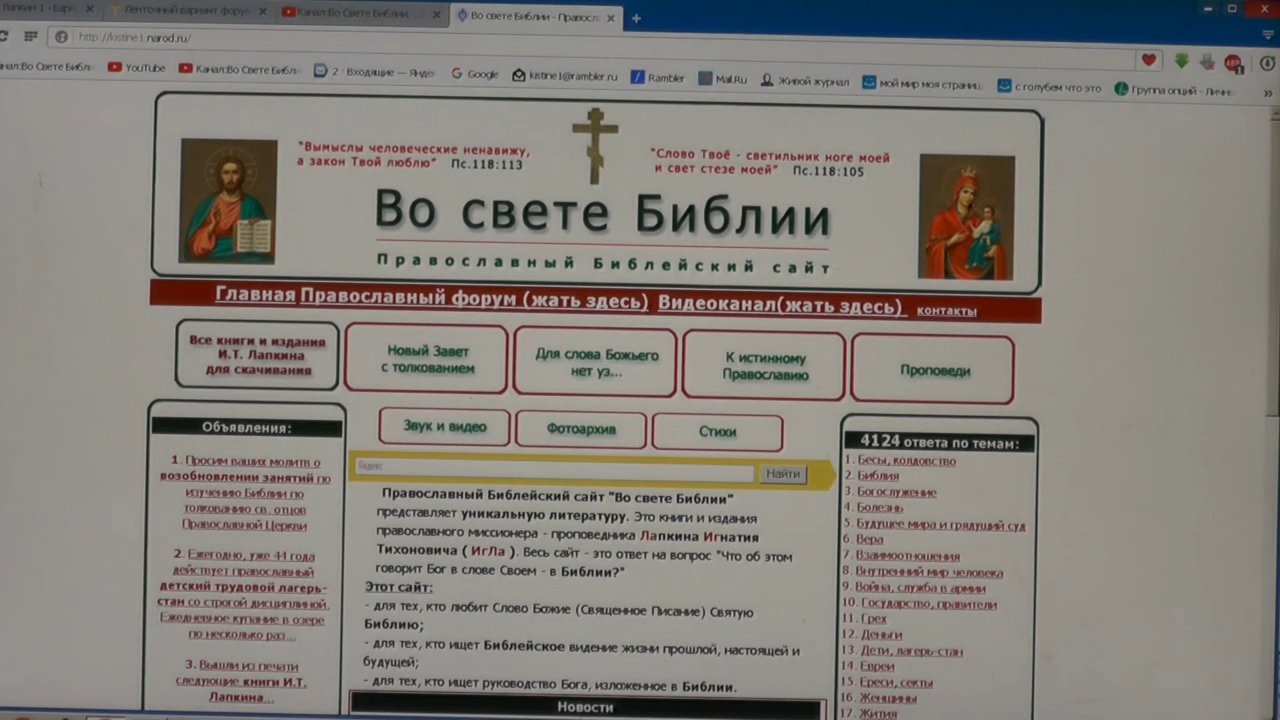 Ленточный вариант
Канал:Во Свете Библии
Во свете Библии - Правосл
http://kistine1.narod.ru/
YouTube
Канал:Во Свете Библ
2 · Входящие — Янде
Google
kistine1@rambler.ru
Rambler
Mail.Ru
Живой журнал
мой мир моя страниц
с голубем что это
Группа опций - Личн
"Вымыслы человеческие ненавижу,
а закон Твой люблю" Пс.118:113
"Слово Твоё - светильник ноге моей
и свет стезе моей" Пс.118:105
Во свете Библии
Православный Библейский сайт
Главная Православный форум (жать здесь) Видеоканал(жать здесь) контакты
Все книги и издания
И.Т. Лапкина
для скачивания
Новый Завет
с толкованием
Для слова Божьего
нет уз...
К истинному
Православию
Проповеди
Звук и видео
Фотоархив
Стихи
Объявления:
1. Просим ваших молитв о
возобновлении занятий по
изучению Библии по
толкованию св. отцов
Православной Церкви
2. Ежегодно, уже 44 года
действует православный
детский трудовой лагерь-
стан со строгой дисциплиной.
Ежедневное купание в озере
по несколько раз...
3. Вышли из печати
следующие книги И.Т.
Лапкина...
Яндекс
Найти
Православный Библейский сайт "Во свете Библии"
представляет уникальную литературу. Это книги и издания
православного миссионера - проповедника Лапкина Игнатия
Тихоновича ( ИгЛа ). Весь сайт - это ответ на вопрос "Что об этом
говорит Бог в слове Своем - в Библии?"
Этот сайт:
- для тех, кто любит Слово Божие (Священное Писание) Святую
Библию;
- для тех, кто ищет Библейское видение жизни прошлой, настоящей и
будущей;
- для тех, кто ищет руководство Бога, изложенное в Библии.
Новости
4124 ответа по темам:
1. Бесы, колдовство
2. Библия
3. Богослужение
4. Болезнь
5. Будущее мира и грядущий суд
6. Вера
7. Взаимоотношения
8. Внутренний мир человека
9. Война, служба в армии
10. Государство, правители
11. Грех
12. Деньги
13. Дети, лагерь-стан
14. Евреи
15. Ереси, секты
16. Женщины
17. Жития